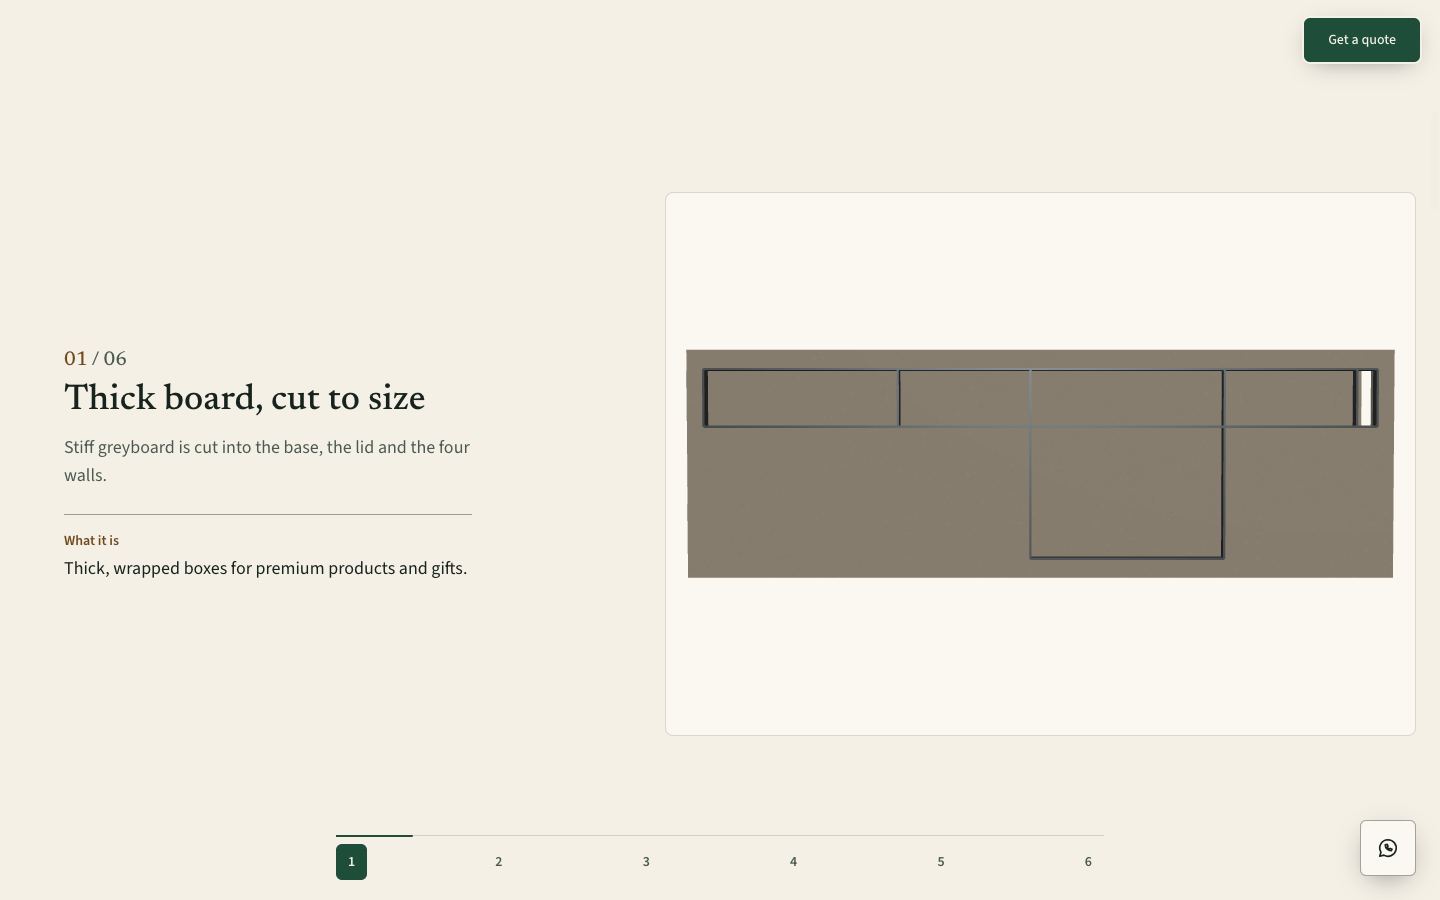 Get a quote
01 / 06
Thick board, cut to size
Stiff greyboard is cut into the base, the lid and the four
walls.
What it is
Thick, wrapped boxes for premium products and gifts.
1 2 3 4 5 6